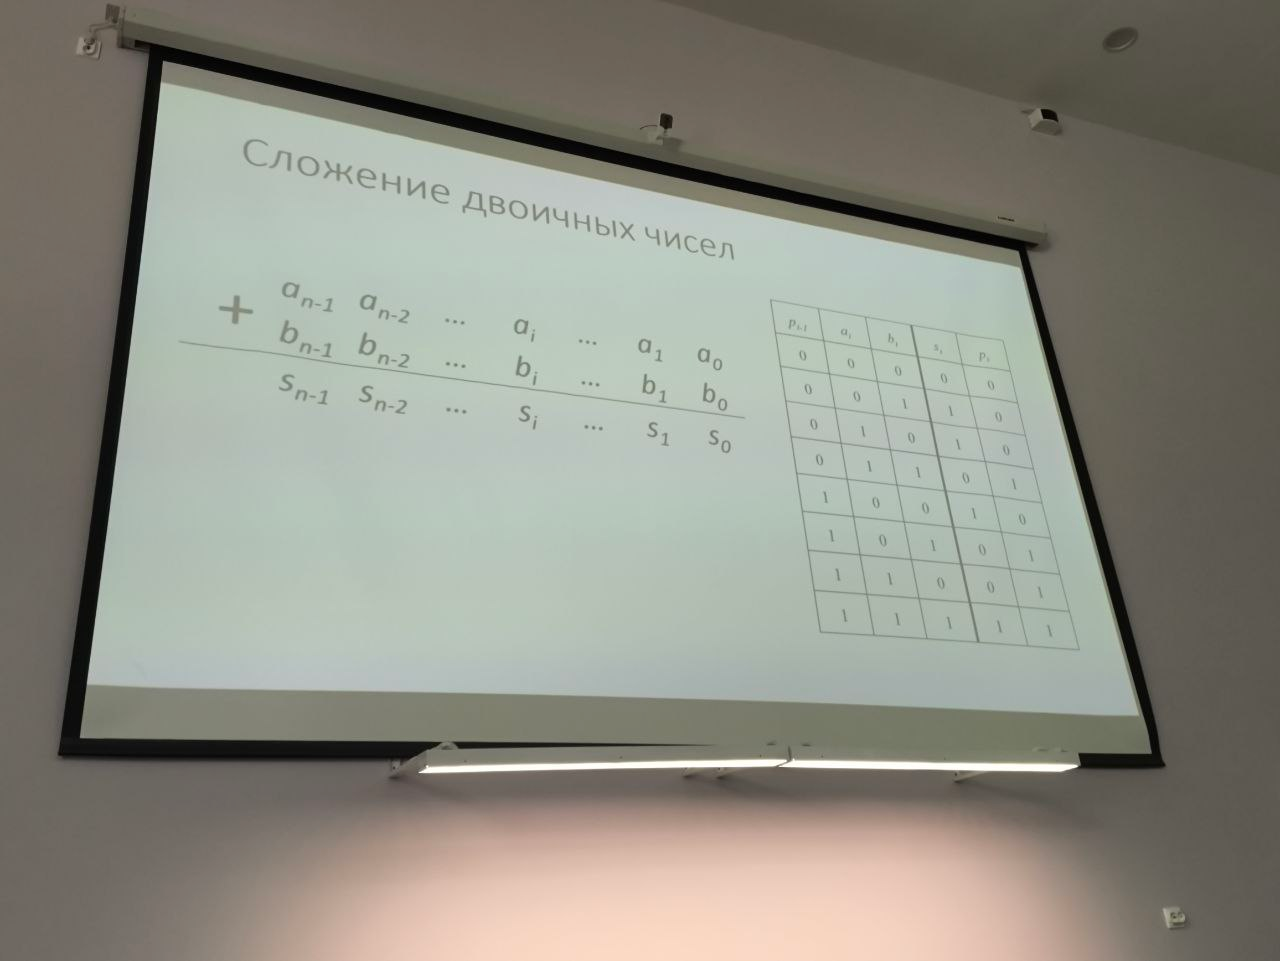 Сложение двоичных чисел
+
a_{n-1} a_{n-2} ... a_i ... a_1 a_0
b_{n-1} b_{n-2} ... b_i ... b_1 b_0
s_{n-1} s_{n-2} ... s_i ... s_1 s_0
p_{i-1} a_i b_i s_i p_i
0 0 0 0 0
0 0 1 1 0
0 1 0 1 0
0 1 1 0 1
1 0 0 1 0
1 0 1 0 1
1 1 0 0 1
1 1 1 1 1